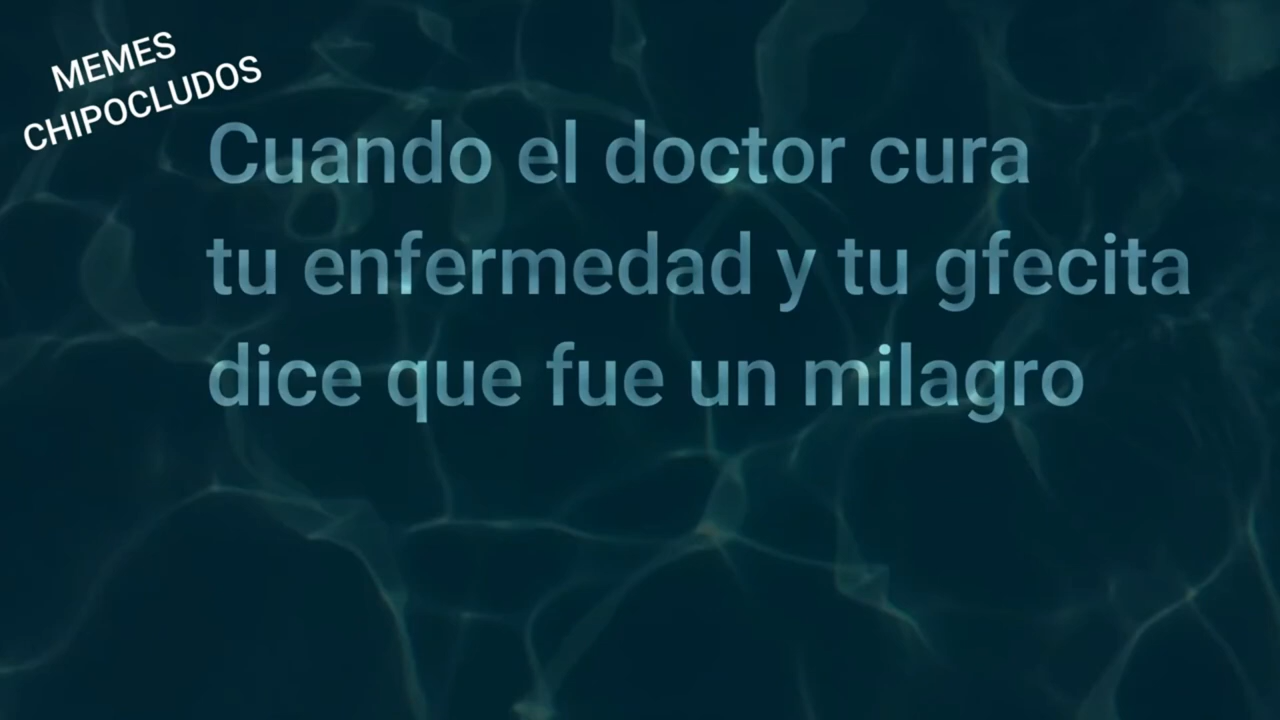 MEMES
CHIPOCLUDOS
Cuando el doctor cura
tu enfermedad y tu gfecita
dice que fue un milagro